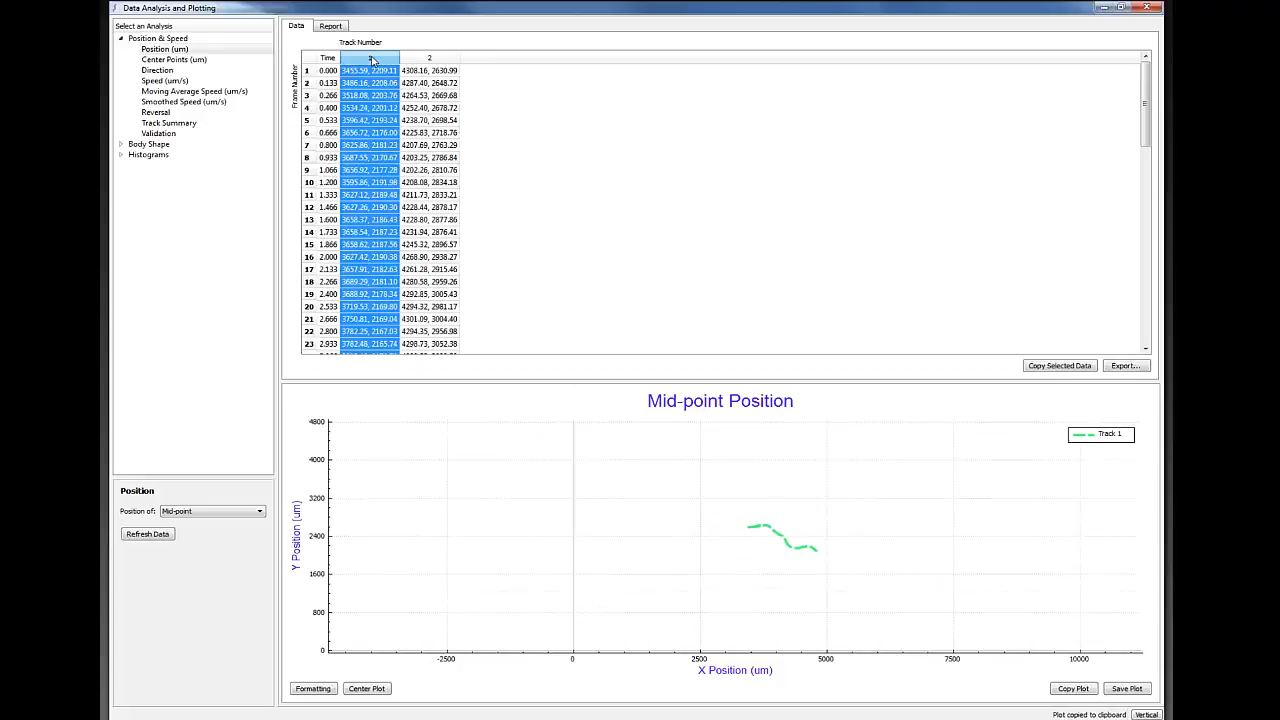 Data Analysis and Plotting
Select an Analysis
Position & Speed
Position (um)
Center Points (um)
Direction
Speed (um/s)
Moving Average Speed (um/s)
Smoothed Speed (um/s)
Reversal
Track Summary
Validation
Body Shape
Histograms
Position
Position of: Mid-point
Refresh Data
Data Report
Track Number
Time 2
Frame Number
1 0.000 3455.59, 2209.11 4308.16, 2630.99
2 0.133 3486.16, 2208.06 4287.40, 2648.72
3 0.266 3518.08, 2203.76 4264.53, 2669.68
4 0.400 3534.24, 2201.12 4252.40, 2678.72
5 0.533 3596.42, 2193.24 4238.70, 2698.54
6 0.666 3656.72, 2176.00 4225.83, 2718.76
7 0.800 3625.86, 2181.23 4207.69, 2763.29
8 0.933 3687.55, 2170.67 4203.25, 2786.84
9 1.066 3656.92, 2177.28 4202.26, 2810.76
10 1.200 3595.86, 2191.98 4208.08, 2834.18
11 1.333 3627.12, 2189.48 4211.73, 2833.21
12 1.466 3627.26, 2190.30 4228.44, 2878.17
13 1.600 3658.37, 2186.43 4228.80, 2877.86
14 1.733 3658.54, 2187.23 4231.94, 2876.41
15 1.866 3658.62, 2187.56 4245.32, 2896.57
16 2.000 3627.42, 2190.38 4268.90, 2938.27
17 2.133 3657.91, 2182.63 4261.28, 2915.46
18 2.266 3689.29, 2181.10 4280.58, 2959.26
19 2.400 3688.92, 2178.34 4292.85, 3005.43
20 2.533 3719.53, 2169.80 4294.32, 2981.17
21 2.666 3750.81, 2169.04 4301.09, 3004.40
22 2.800 3782.25, 2167.03 4294.35, 2956.98
23 2.933 3782.48, 2165.74 4298.73, 3052.38
Copy Selected Data Export...
Mid-point Position
Track 1
Y Position (um)
4800
4000
3200
2400
1600
800
0
-2500 0 2500 5000 7500 10000
X Position (um)
Formatting Center Plot Copy Plot Save Plot
Plot copied to clipboard Vertical